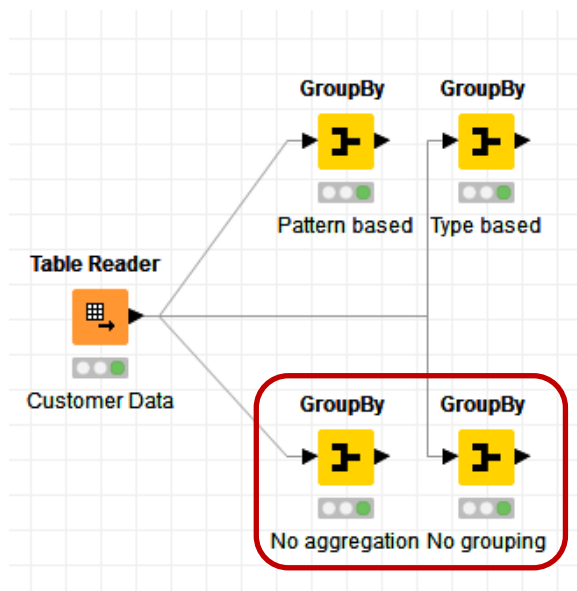 GroupBy
GroupBy
Pattern based
Type based
Table Reader
Customer Data
GroupBy
GroupBy
No aggregation
No grouping